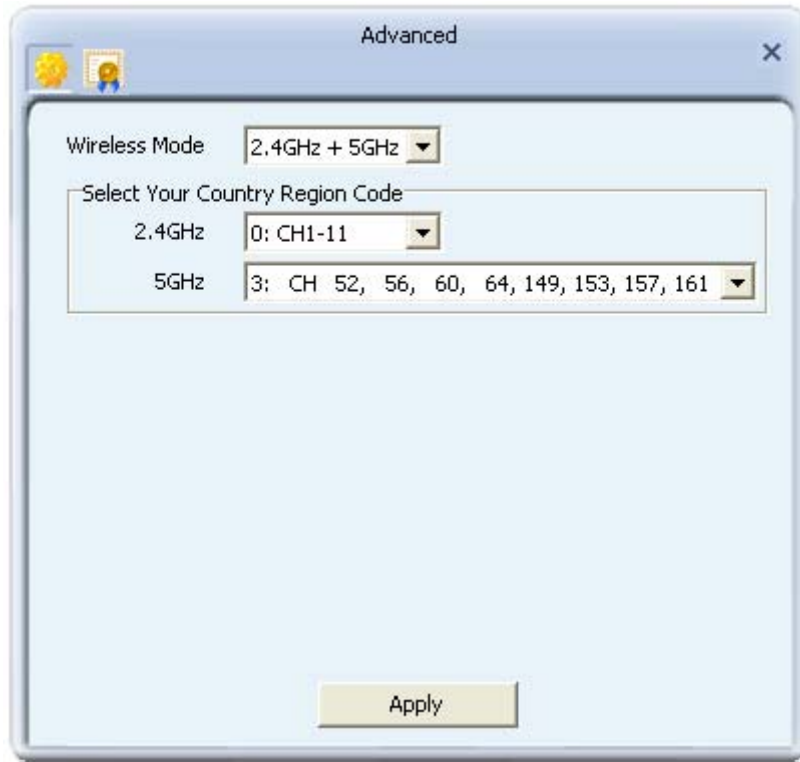 Advanced
Wireless Mode 2.4GHz + 5GHz
Select Your Country Region Code
2.4GHz 0: CH1-11
5GHz 3: CH 52, 56, 60, 64, 149, 153, 157, 161
Apply